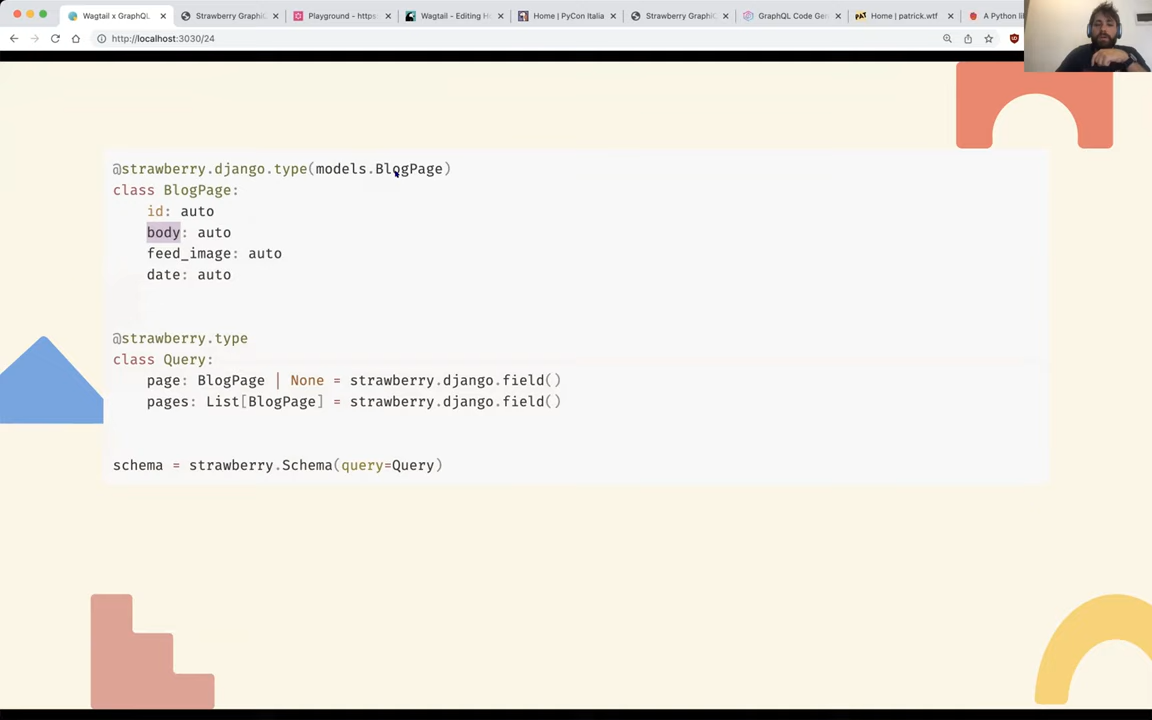 Wagtail x GraphQL
Strawberry GraphiQL
Playground - https:
Wagtail - Editing H
Home | PyCon Italia
Strawberry GraphiQL
GraphQL Code Ge
Home | patrick.wtf
A Python li
http://localhost:3030/24
@strawberry.django.type(models.BlogPage)
class BlogPage:
id: auto
body: auto
feed_image: auto
date: auto
@strawberry.type
class Query:
page: BlogPage | None = strawberry.django.field()
pages: List[BlogPage] = strawberry.django.field()
schema = strawberry.Schema(query=Query)